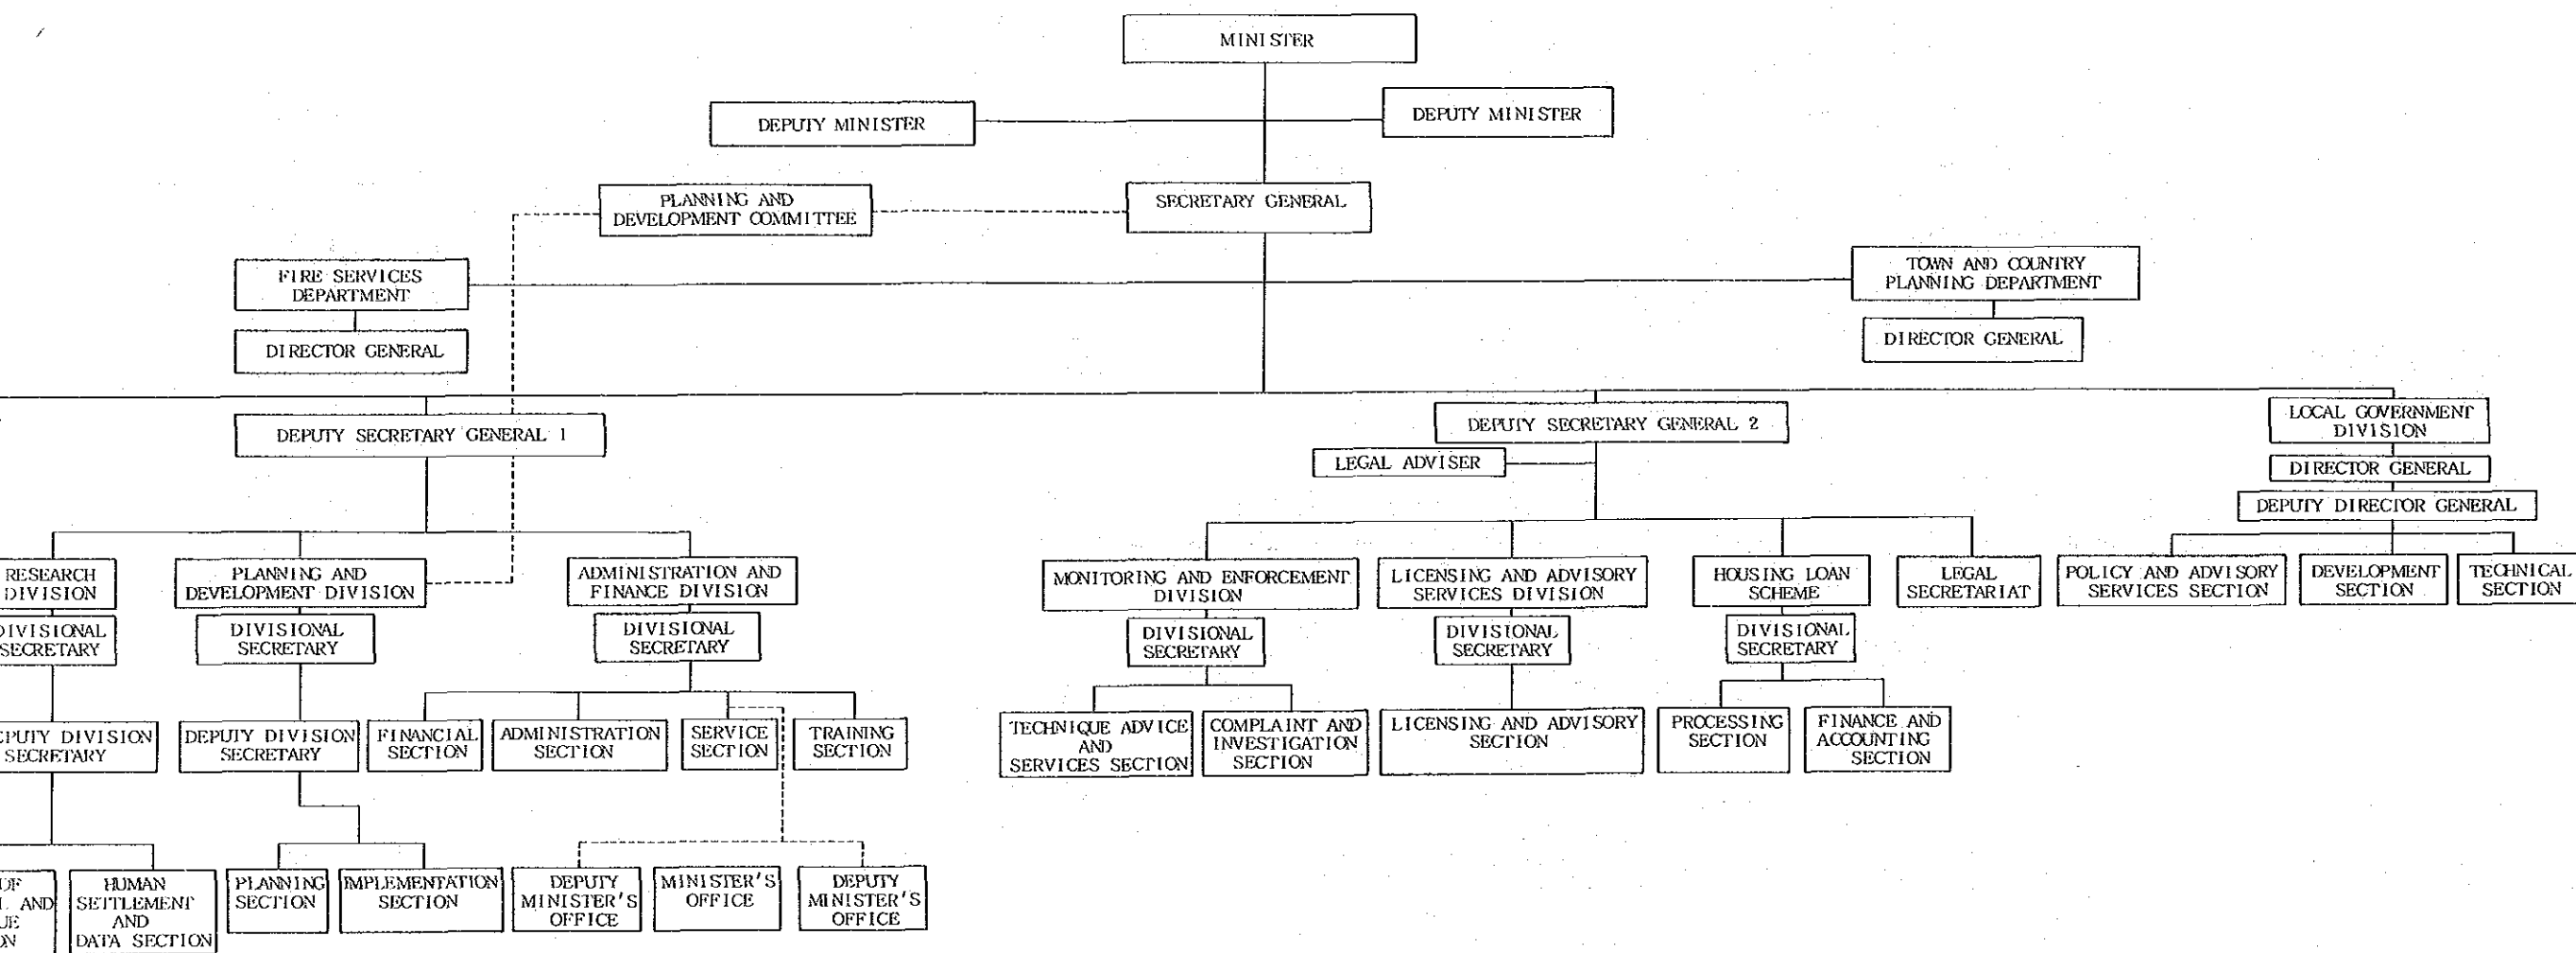 MINISTER
DEPUTY MINISTER
DEPUTY MINISTER
PLANNING AND
DEVELOPMENT COMMITTEE
SECRETARY GENERAL
FIRE SERVICES
DEPARTMENT
TOWN AND COUNTRY
PLANNING DEPARTMENT
DIRECTOR GENERAL
DIRECTOR GENERAL
DEPUTY SECRETARY GENERAL 1
DEPUTY SECRETARY GENERAL 2
LOCAL GOVERNMENT
DIVISION
LEGAL ADVISER
DIRECTOR GENERAL
DEPUTY DIRECTOR GENERAL
RESEARCH
DIVISION
PLANNING AND
DEVELOPMENT DIVISION
ADMINISTRATION AND
FINANCE DIVISION
MONITORING AND ENFORCEMENT
DIVISION
LICENSING AND ADVISORY
SERVICES DIVISION
HOUSING LOAN
SCHEME
LEGAL
SECRETARIAT
POLICY AND ADVISORY
SERVICES SECTION
DEVELOPMENT
SECTION
TECHNICAL
SECTION
DIVISIONAL
SECRETARY
DIVISIONAL
SECRETARY
DIVISIONAL
SECRETARY
DIVISIONAL
SECRETARY
DIVISIONAL
SECRETARY
DIVISIONAL
SECRETARY
DIVISION
SECRETARY
DEPUTY DIVISION
SECRETARY
FINANCIAL
SECTION
ADMINISTRATION
SECTION
SERVICE
SECTION
TRAINING
SECTION
TECHNIQUE ADVICE
AND
SERVICES SECTION
COMPLAINT AND
INVESTIGATION
SECTION
LICENSING AND ADVISORY
SECTION
PROCESSING
SECTION
FINANCE AND
ACCOUNTING
SECTION
OF
AND
HUMAN
SETTLEMENT
AND
DATA SECTION
PLANNING
SECTION
IMPLEMENTATION
SECTION
DEPUTY
MINISTER'S
OFFICE
MINISTER'S
OFFICE
DEPUTY
MINISTER'S
OFFICE